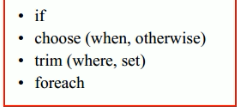 • if
• choose (when, otherwise)
• trim (where, set)
• foreach